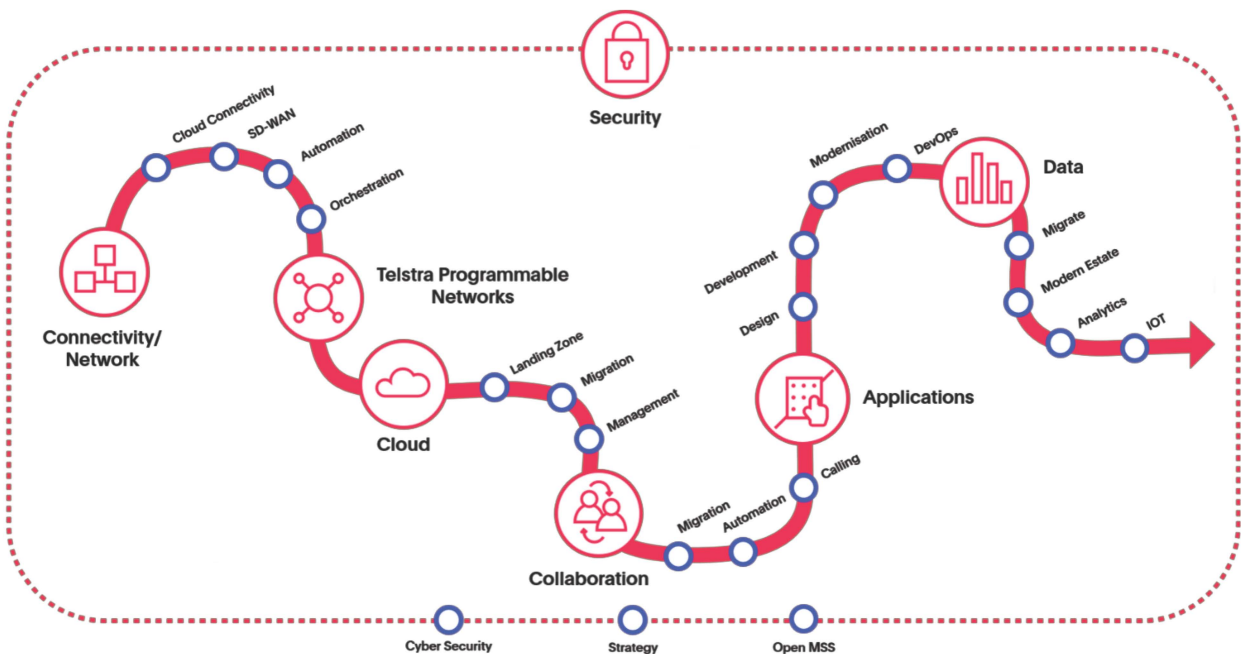 Security
Cloud Connectivity
SD-WAN
Automation
Orchestration
Connectivity/
Network
Telstra Programmable
Networks
Cloud
Landing Zone
Migration
Management
Collaboration
Migration
Automation
Calling
Applications
Design
Development
Modernisation
DevOps
Data
Migrate
Modern Estate
Analytics
IOT
Cyber Security
Strategy
Open MSS